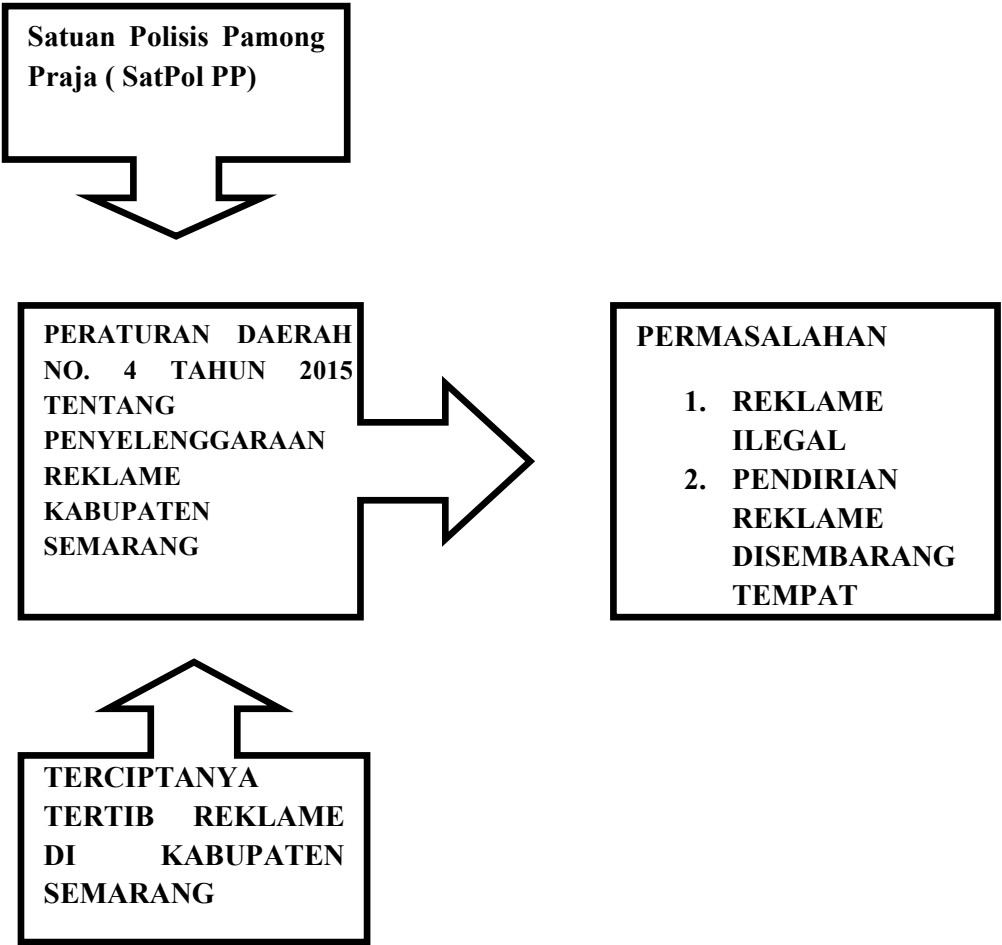 Satuan Polisis Pamong
Praja ( SatPol PP)
PERATURAN DAERAH
NO. 4 TAHUN 2015
TENTANG
PENYELENGGARAAN
REKLAME
KABUPATEN
SEMARANG
PERMASALAHAN
1. REKLAME
ILEGAL
2. PENDIRIAN
REKLAME
DISEMBARANG
TEMPAT
TERCIPTANYA
TERTIB REKLAME
DI KABUPATEN
SEMARANG